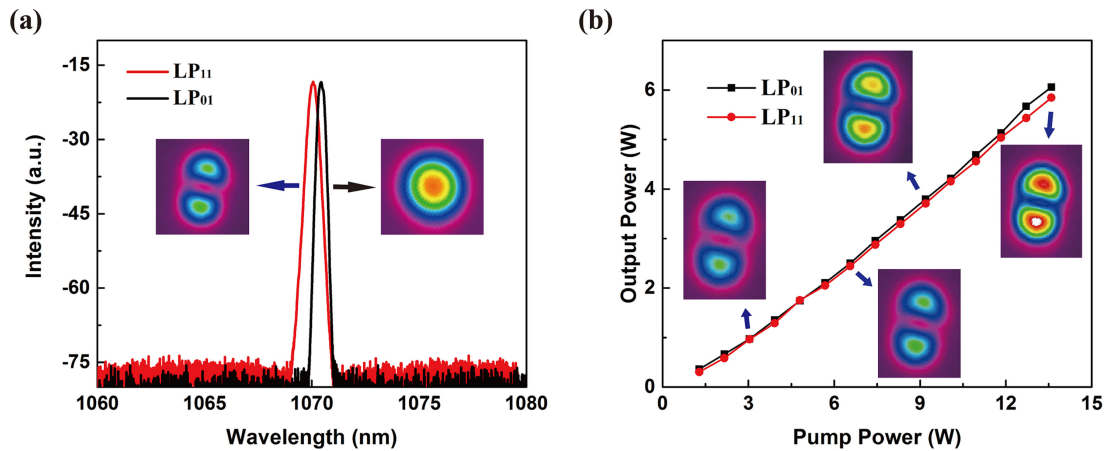 (a)
Intensity (a.u.)
-15
-30
-45
-60
-75
LP11
LP01
1060
1065
1070
1075
1080
Wavelength (nm)
(b)
Output Power (W)
6
4
2
0
LP01
LP11
0
3
6
9
12
15
Pump Power (W)